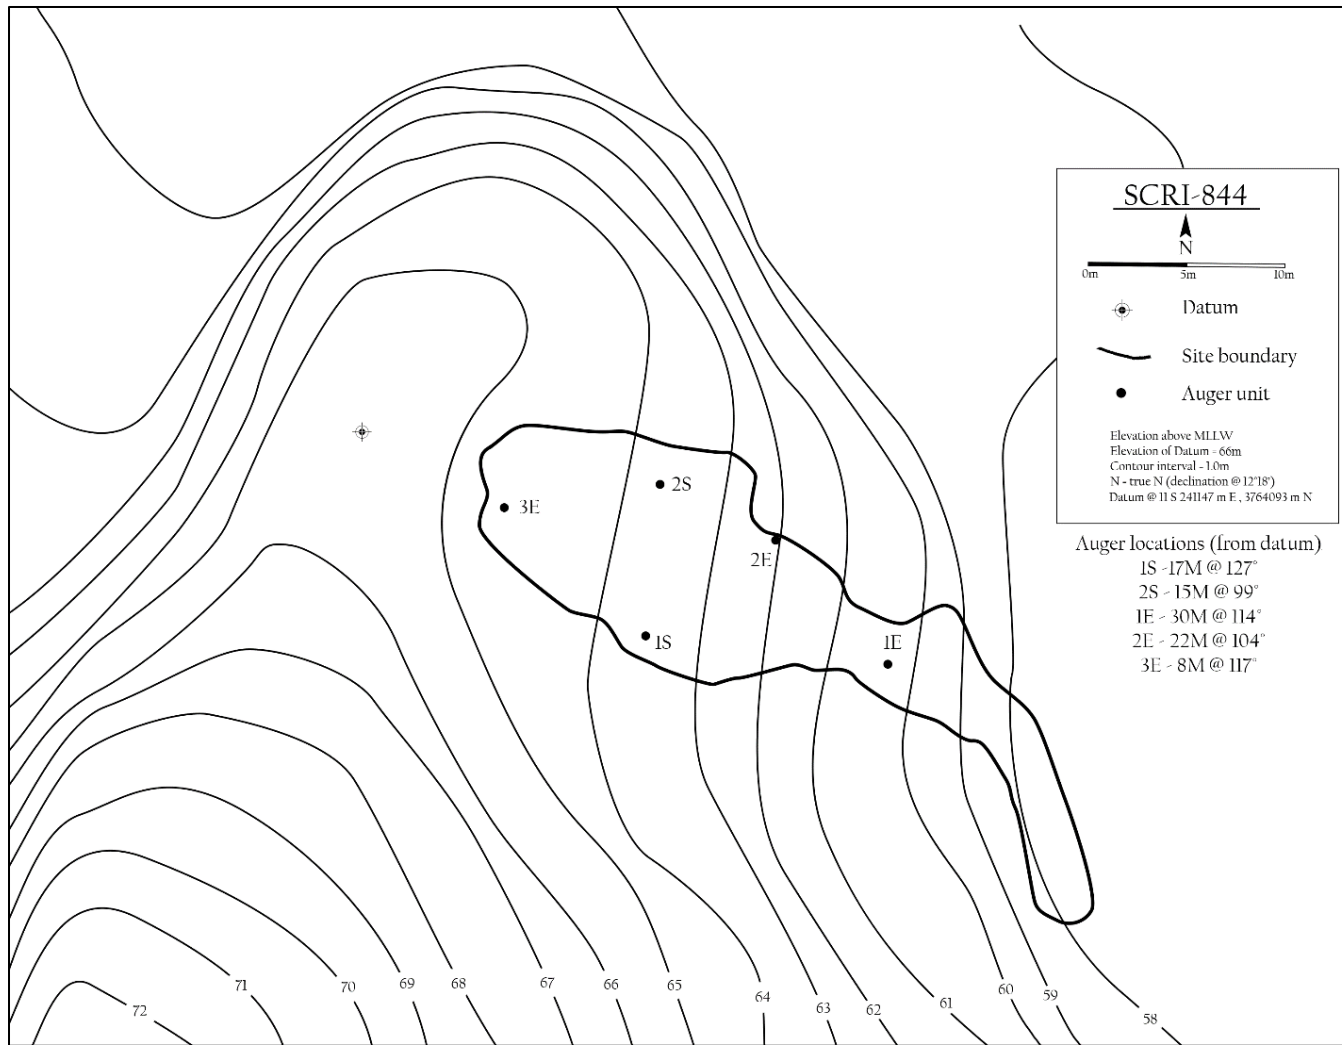 SCRI-844
N
0m 5m 10m
Datum
Site boundary
Auger unit
Elevation above MLLW
Elevation of Datum = 66m
Contour interval - 1.0m
N - true N (declination @ 12°18')
Datum @ 11 S 241147 m E , 3764093 m N
Auger locations (from datum)
1S -17M @ 127°
2S - 15M @ 99°
1E - 30M @ 114°
2E - 22M @ 104°
3E - 8M @ 117°
2S
3E
2E
1S
1E
72
71
70
69
68
67
66
65
64
63
62
61
60
59
58